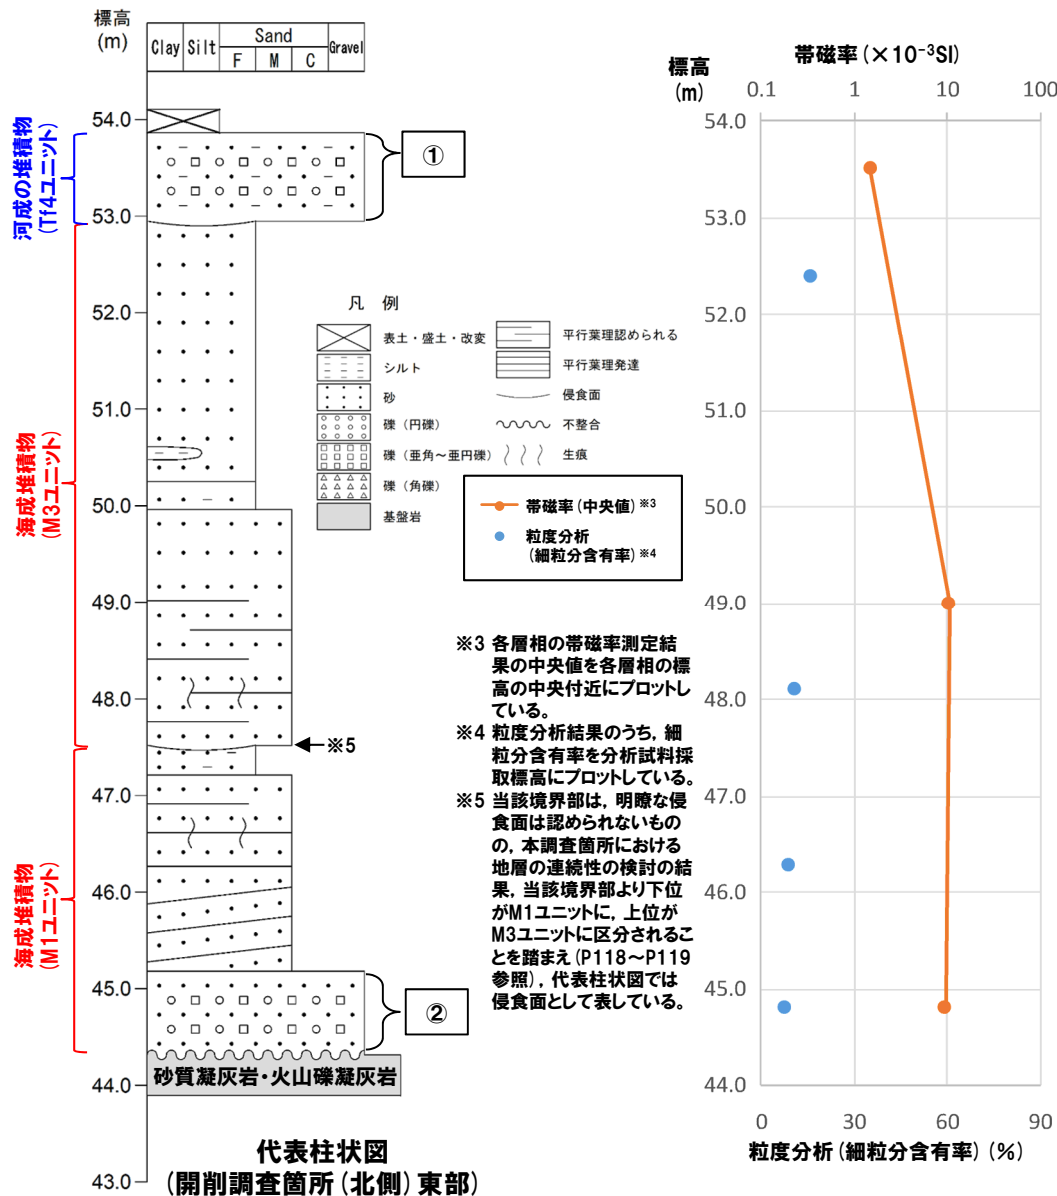 標高
(m)
Clay
Silt
Sand
F
M
C
Gravel
54.0
53.0
52.0
51.0
50.0
49.0
48.0
47.0
46.0
45.0
44.0
43.0
河成の堆積物
(Tf4ユニット)
海成堆積物
(M3ユニット)
海成堆積物
(M1ユニット)
①
②
←※5
砂質凝灰岩・火山礫凝灰岩
代表柱状図
(開削調査箇所(北側)東部)
凡 例
表土・盛土・改変
シルト
砂
礫(円礫)
礫(亜角～亜円礫)
礫(角礫)
基盤岩
平行葉理認められる
平行葉理発達
侵食面
不整合
生痕
帯磁率(中央値)※3
粒度分析
(細粒分含有率)※4
※3 各層相の帯磁率測定結
果の中央値を各層相の標
高の中央付近にプロットし
ている。
※4 粒度分析結果のうち,細
粒分含有率を分析試料採
取標高にプロットしている。
※5 当該境界部は,明瞭な侵
食面は認められないもの
の,本調査箇所における
地層の連続性の検討の結
果,当該境界部より下位
がM1ユニットに,上位が
M3ユニットに区分されるこ
とを踏まえ(P118～P119
参照),代表柱状図では
侵食面として表している。
帯磁率(×10⁻³SI)
標高
(m)
0.1
1
10
100
54.0
53.0
52.0
51.0
50.0
49.0
48.0
47.0
46.0
45.0
44.0
0
30
60
90
粒度分析(細粒分含有率)(%)